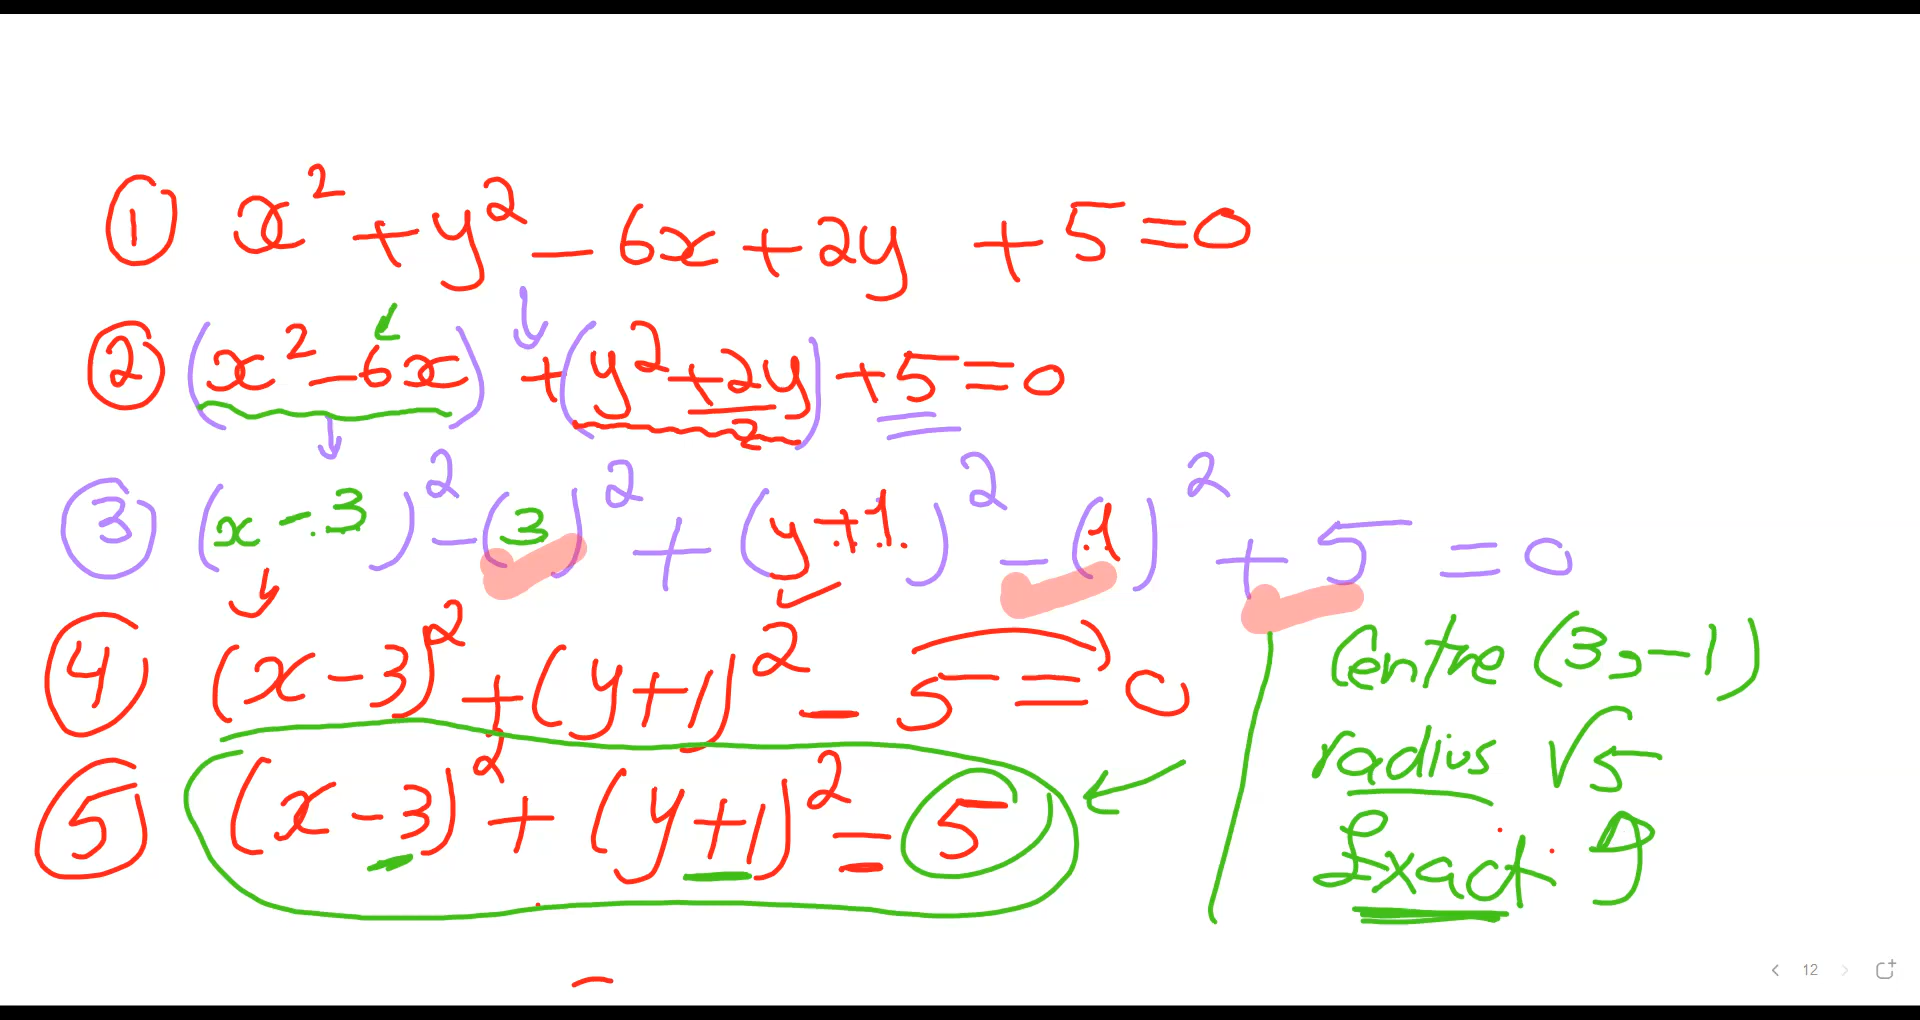 ① x² + y² - 6x + 2y + 5 = 0
② (x² - 6x) + (y² + 2y) + 5 = 0
2
③ (x - 3)² - (3)² + (y + 1)² - (1)² + 5 = 0
④ (x - 3)² + (y + 1)² - 5 = 0
⑤ (x - 3)² + (y + 1)² = 5
Centre (3, -1)
radius √5
Exact
12